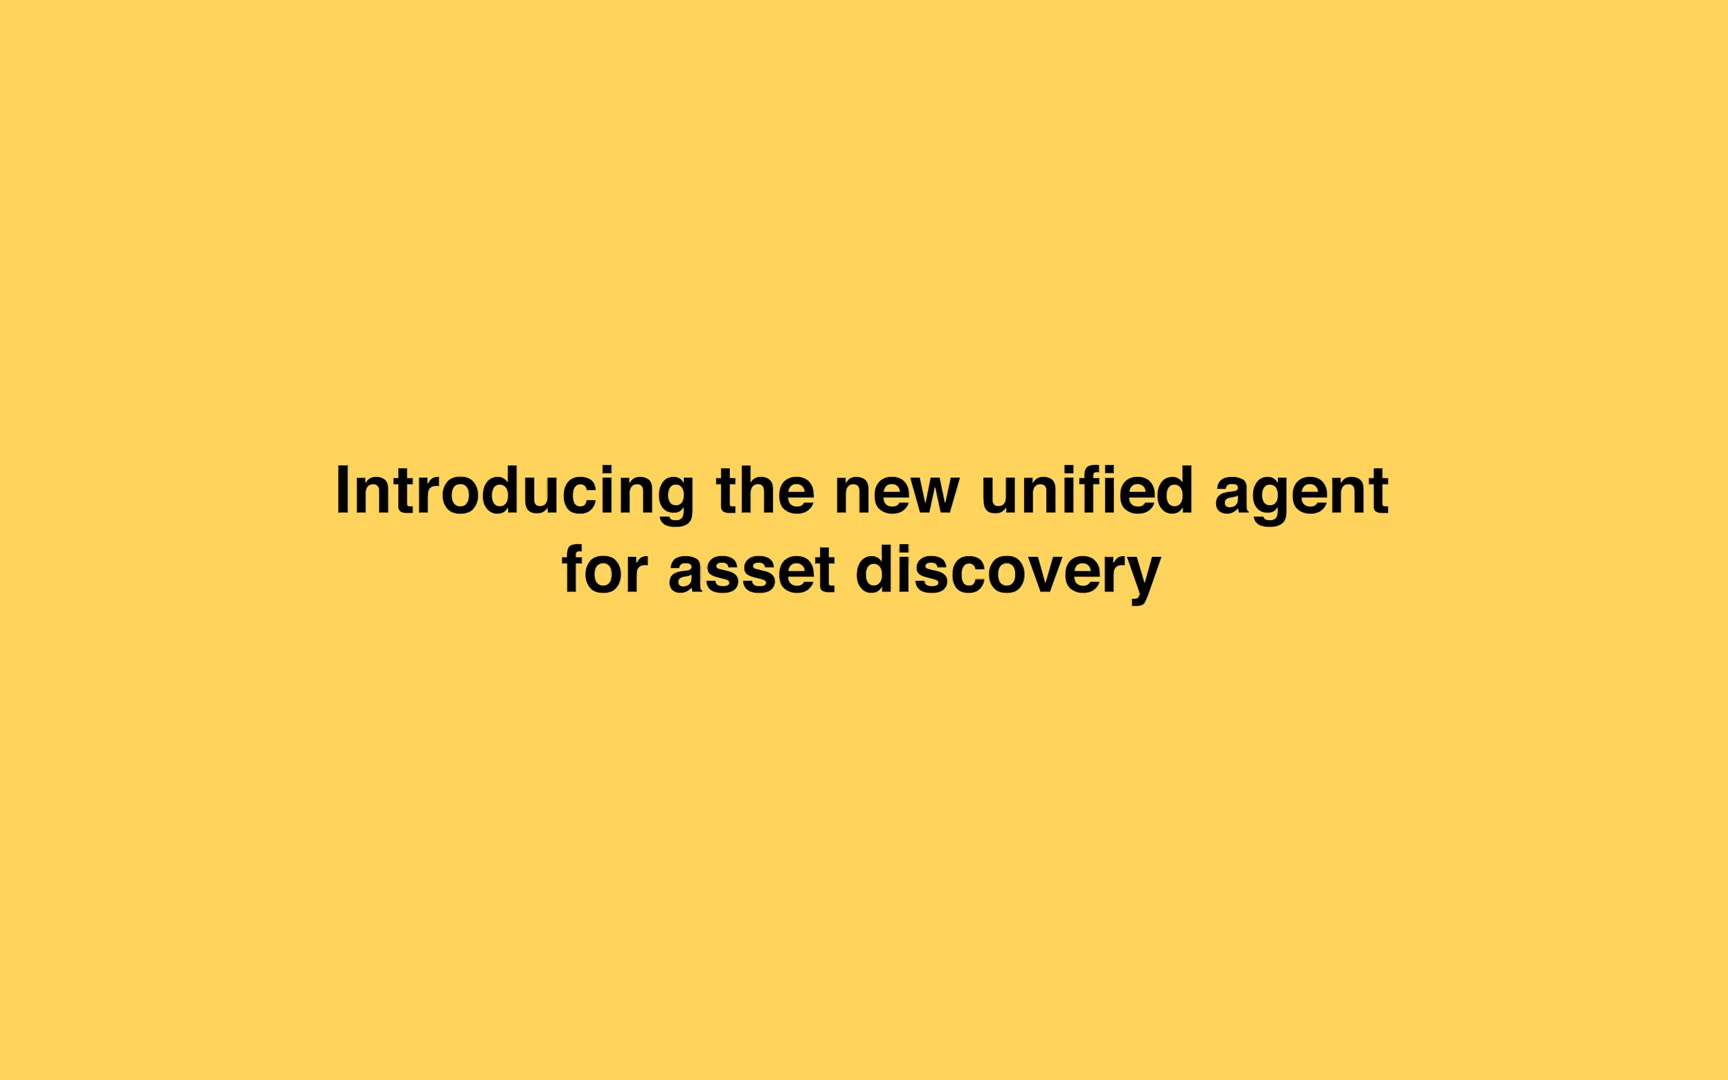 Introducing the new unified agent
for asset discovery